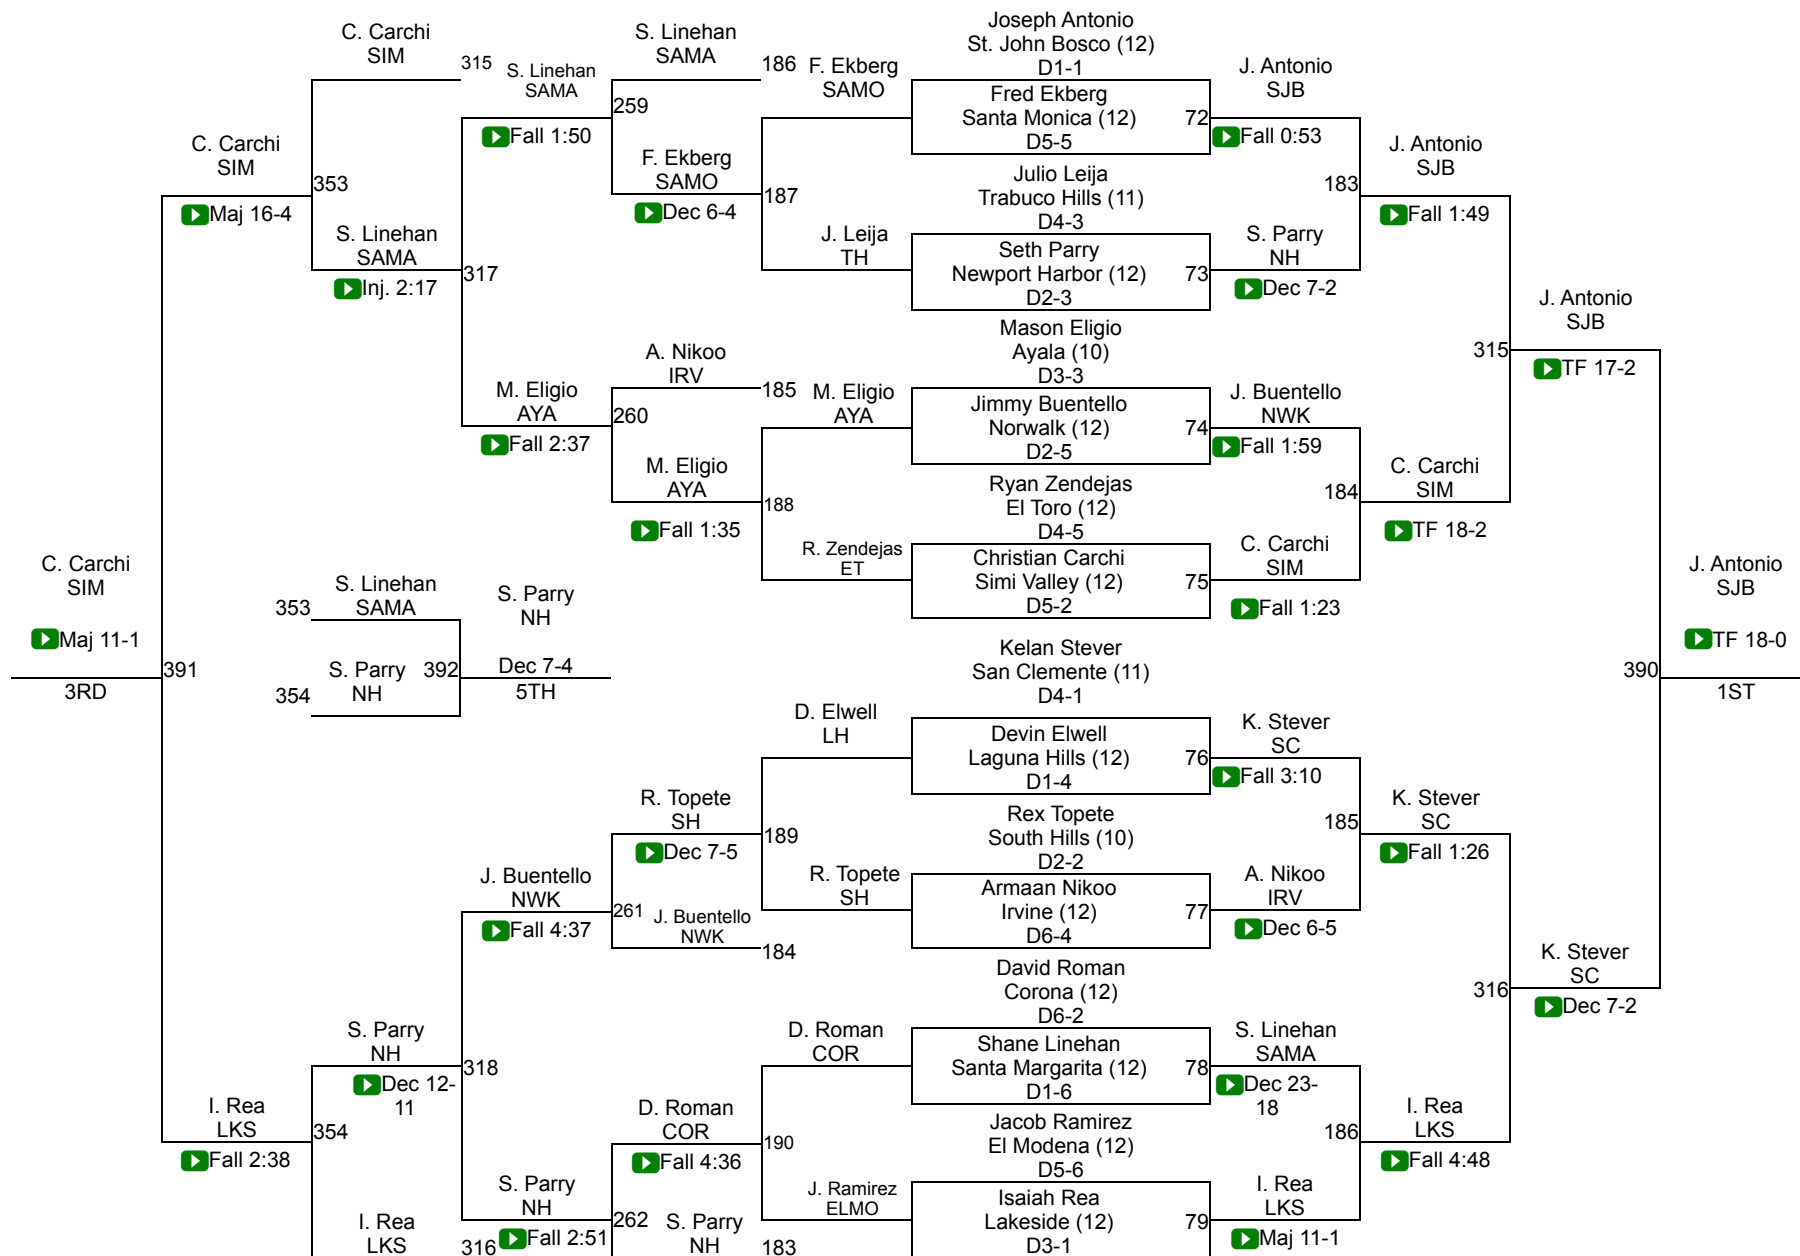 C. Carchi
SIM
315
S. Linehan
SAMA
S. Linehan
SAMA
186
F. Ekberg
SAMO
Joseph Antonio
St. John Bosco (12)
D1-1
J. Antonio
SJB
259
Fred Ekberg
Santa Monica (12)
D5-5
72
Fall 1:50
Fall 0:53
C. Carchi
SIM
353
F. Ekberg
SAMO
187
Julio Leija
Trabuco Hills (11)
D4-3
183
J. Antonio
SJB
Maj 16-4
Dec 6-4
Fall 1:49
S. Linehan
SAMA
317
J. Leija
TH
Seth Parry
Newport Harbor (12)
D2-3
73
S. Parry
NH
Inj. 2:17
Dec 7-2
J. Antonio
SJB
Mason Eligio
Ayala (10)
D3-3
A. Nikoo
IRV
185
315
TF 17-2
M. Eligio
AYA
260
M. Eligio
AYA
Jimmy Buentello
Norwalk (12)
D2-5
74
J. Buentello
NWK
Fall 2:37
Fall 1:59
M. Eligio
AYA
188
Ryan Zendejas
El Toro (12)
D4-5
184
C. Carchi
SIM
Fall 1:35
TF 18-2
R. Zendejas
ET
Christian Carchi
Simi Valley (12)
D5-2
75
C. Carchi
SIM
Fall 1:23
C. Carchi
SIM
353
S. Linehan
SAMA
S. Parry
NH
J. Antonio
SJB
Maj 11-1
TF 18-0
391
354
S. Parry
NH
392
Dec 7-4
Kelan Stever
San Clemente (11)
D4-1
390
3RD
5TH
1ST
D. Elwell
LH
Devin Elwell
Laguna Hills (12)
D1-4
76
K. Stever
SC
Fall 3:10
R. Topete
SH
189
Rex Topete
South Hills (10)
D2-2
185
K. Stever
SC
Dec 7-5
Fall 1:26
J. Buentello
NWK
261
J. Buentello
NWK
184
R. Topete
SH
Armaan Nikoo
Irvine (12)
D6-4
77
A. Nikoo
IRV
Fall 4:37
Dec 6-5
David Roman
Corona (12)
D6-2
316
K. Stever
SC
Dec 7-2
S. Parry
NH
318
D. Roman
COR
Shane Linehan
Santa Margarita (12)
D1-6
78
S. Linehan
SAMA
Dec 12-
11
Dec 23-
18
I. Rea
LKS
354
D. Roman
COR
190
Jacob Ramirez
El Modena (12)
D5-6
186
I. Rea
LKS
Fall 2:38
Fall 4:36
Fall 4:48
S. Parry
NH
262
J. Ramirez
ELMO
Isaiah Rea
Lakeside (12)
D3-1
79
I. Rea
LKS
I. Rea
LKS
316
Fall 2:51
S. Parry
NH
183
Maj 11-1